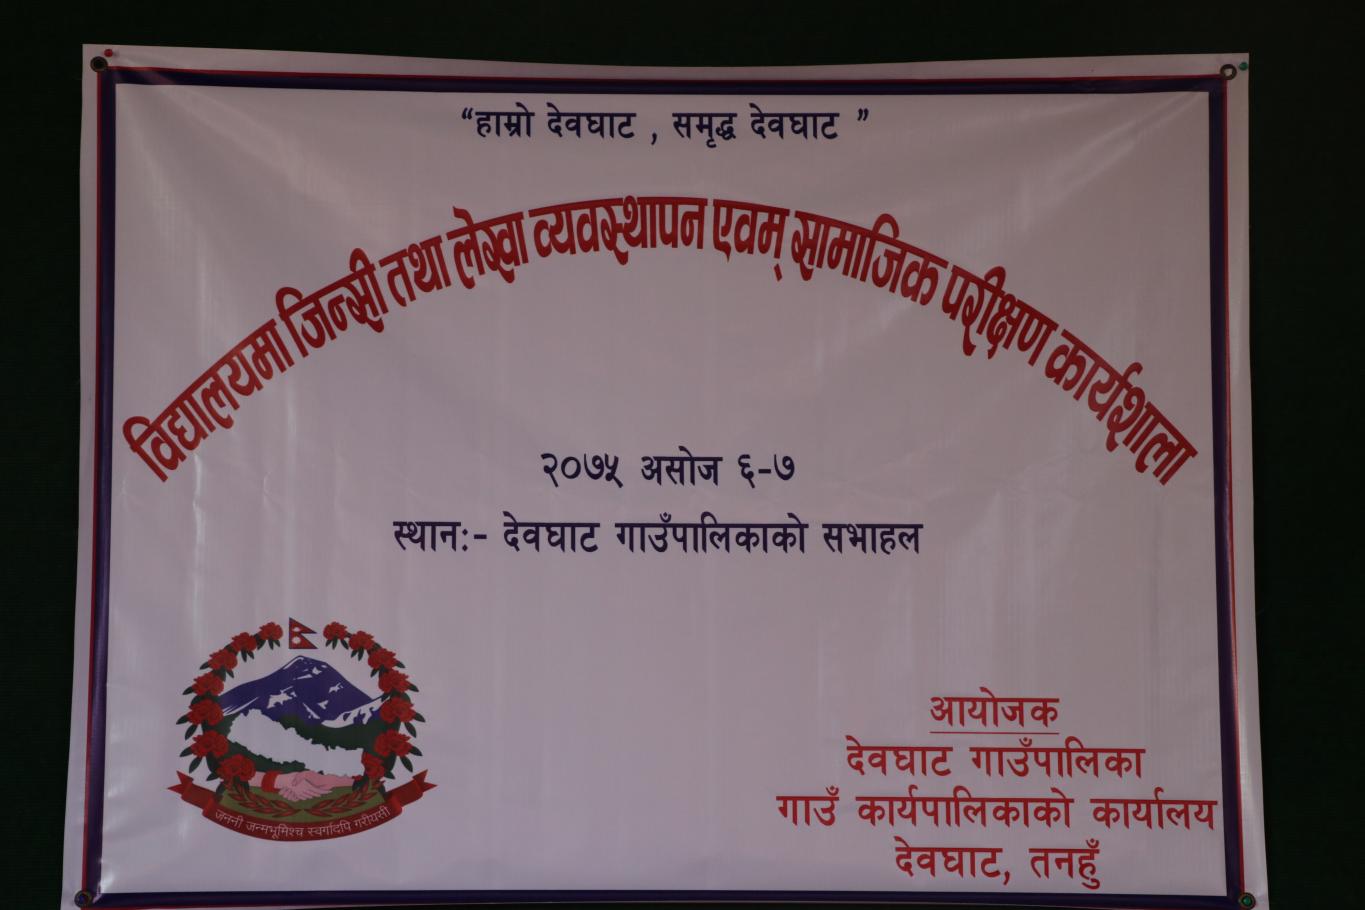 “हाम्रो देवघाट , समृद्ध देवघाट ”
विद्यालयमा जिन्सी तथा लेखा व्यवस्थापन एवम् सामाजिक परीक्षण कार्यशाला
२०७५ असोज ६-७
स्थानः- देवघाट गाउँपालिकाको सभाहल
जननी जन्मभूमिश्च स्वर्गादपि गरीयसी
आयोजक
देवघाट गाउँपालिका
गाउँ कार्यपालिकाको कार्यालय
देवघाट, तनहुँ